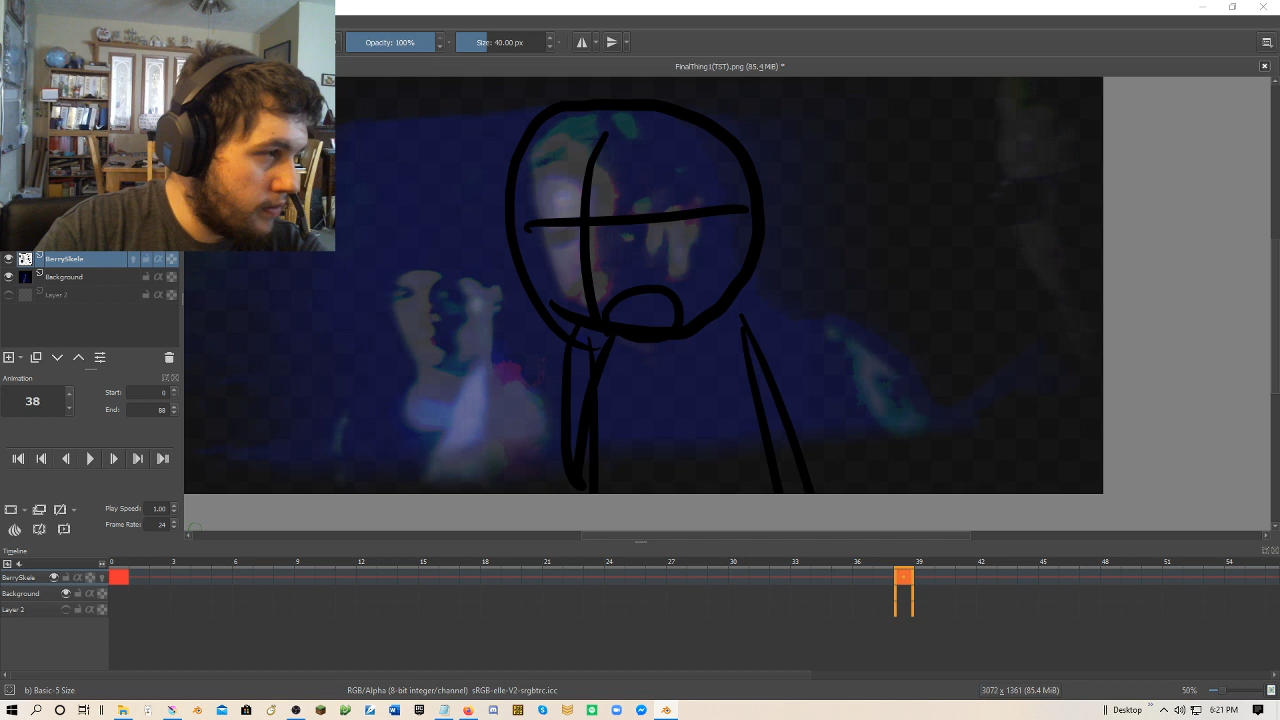 Opacity: 100%
Size: 40.00 px
FinalThing1(TST).png (85.4 MiB) *
BerrySkele
Background
Layer 2
Animation
38
Start: 0
End: 88
Play Speed: 1.00
Frame Rate: 24
Timeline
0 3 6 9 12 15 18 21 24 27 30 33 36 39 42 45 48 51 54
BerrySkele
Background
Layer 2
b) Basic-5 Size
RGB/Alpha (8-bit integer/channel) sRGB-elle-V2-srgbtrc.icc
3072 x 1361 (85.4 MiB)
50%
Desktop
6:21 PM